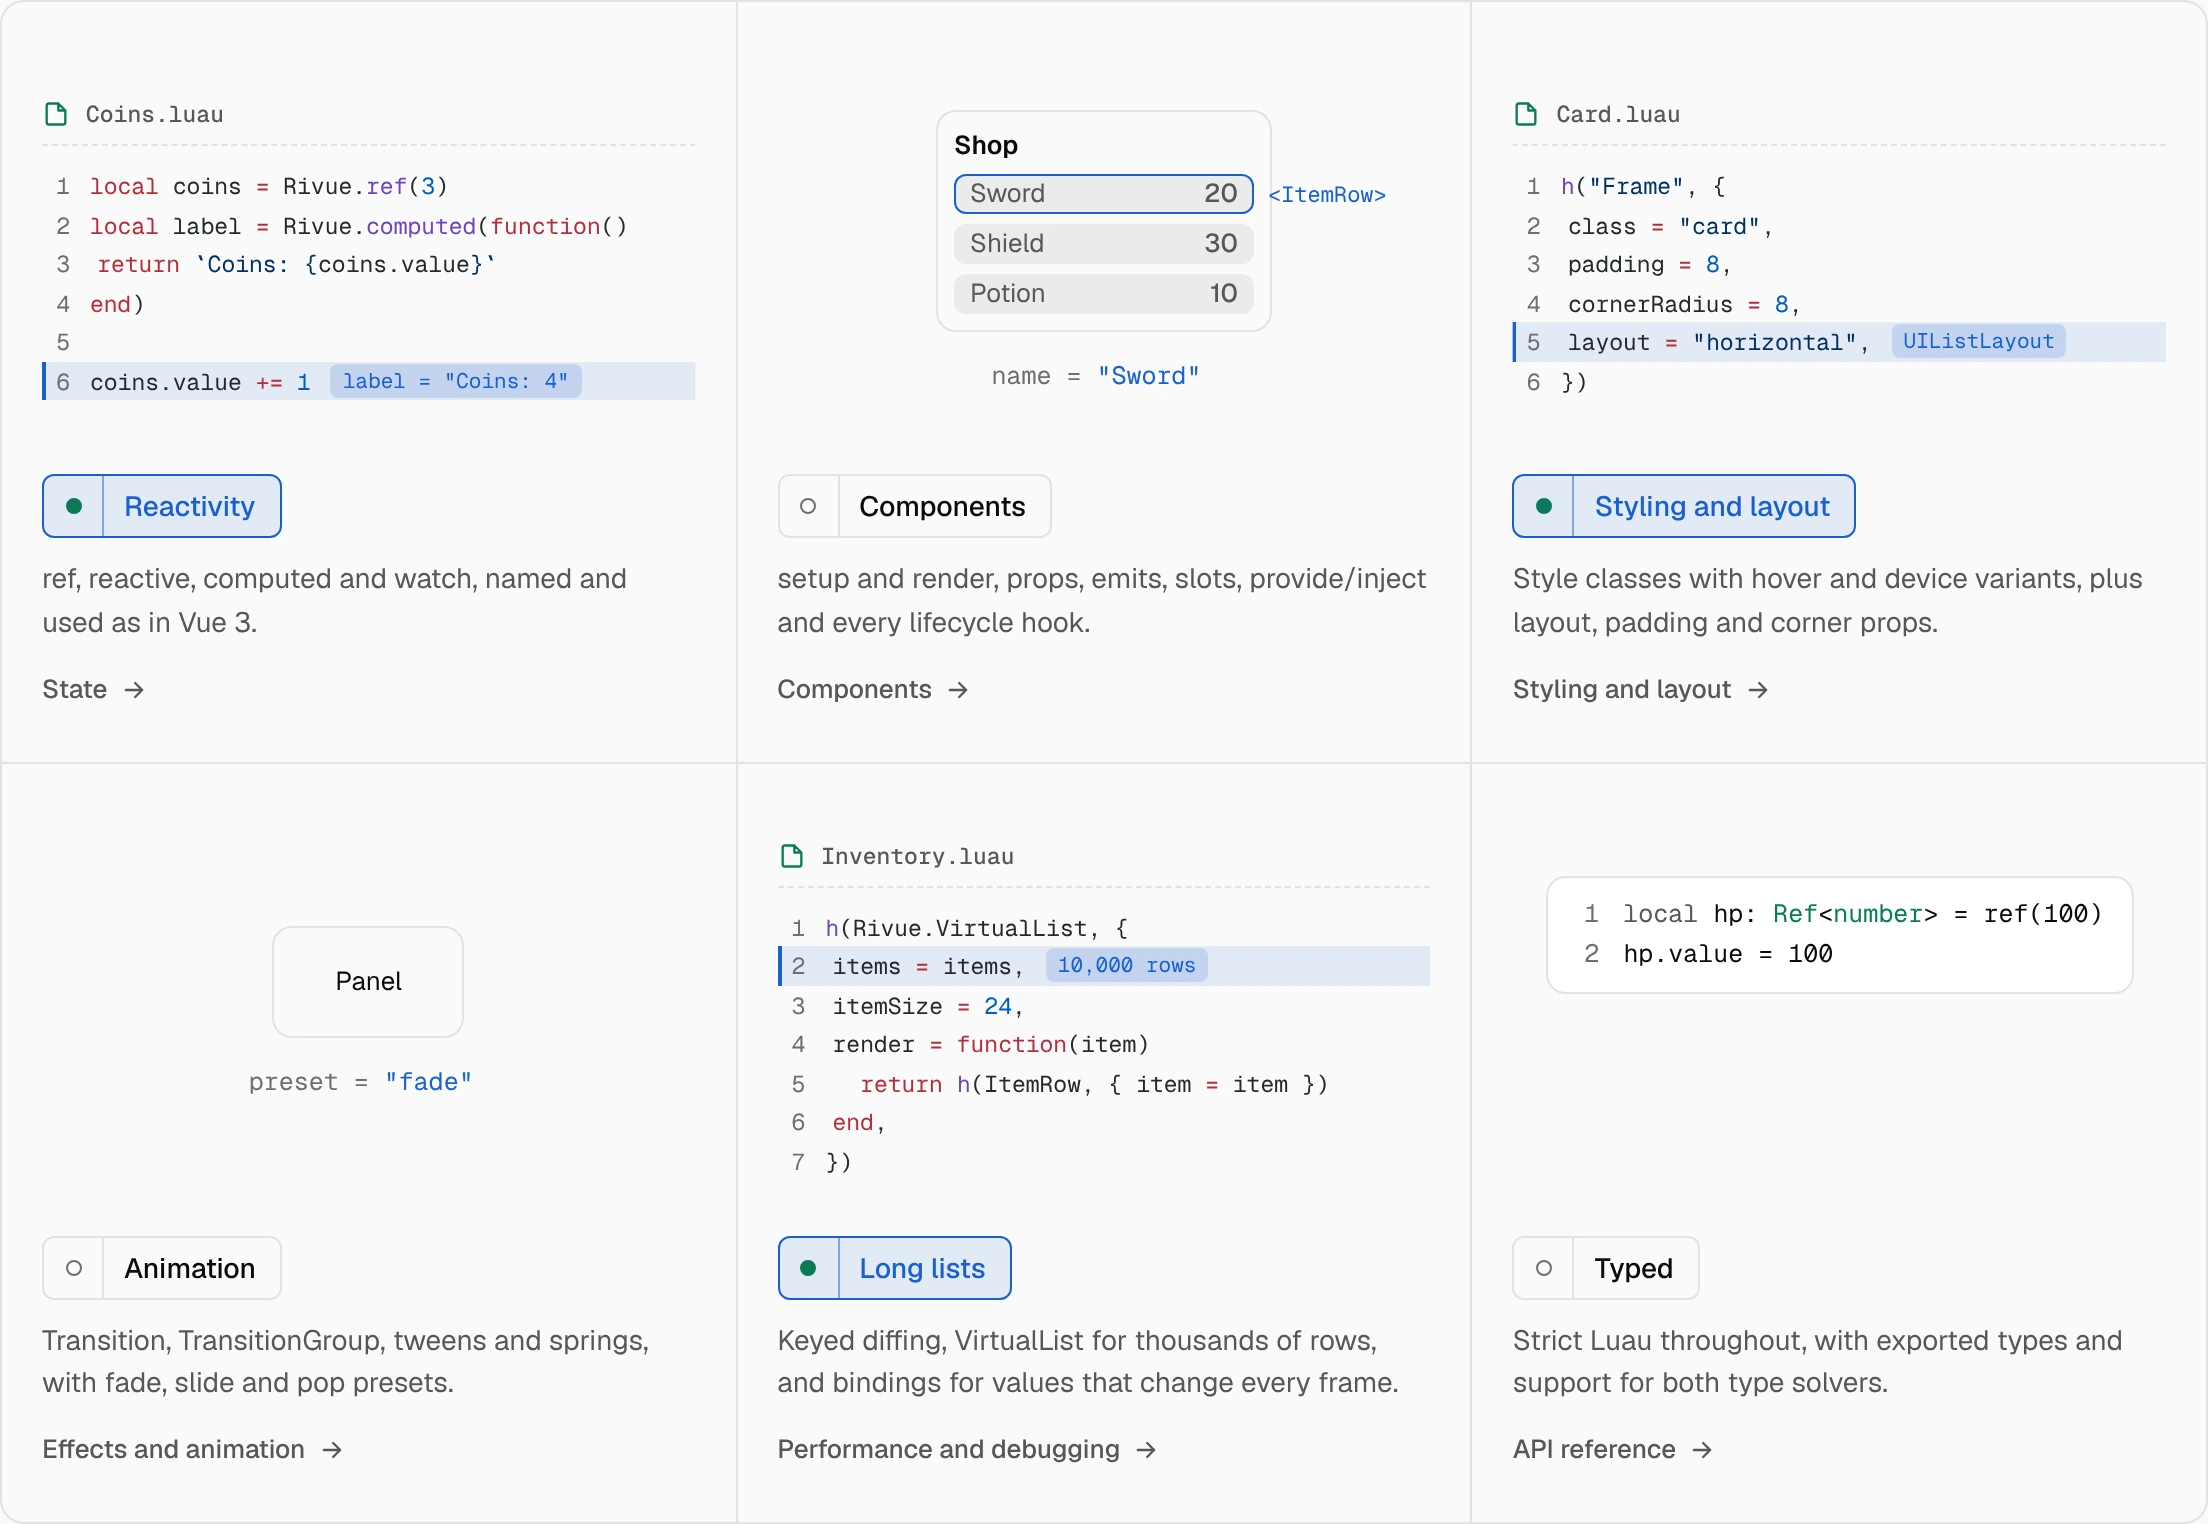 Coins.luau
1 local coins = Rivue.ref(3)
2 local label = Rivue.computed(function()
3 return `Coins: {coins.value}`
4 end)
5
6 coins.value += 1 label = "Coins: 4"
Reactivity
ref, reactive, computed and watch, named and
used as in Vue 3.
State →
Shop
Sword 20 <ItemRow>
Shield 30
Potion 10
name = "Sword"
Components
setup and render, props, emits, slots, provide/inject
and every lifecycle hook.
Components →
Card.luau
1 h("Frame", {
2 class = "card",
3 padding = 8,
4 cornerRadius = 8,
5 layout = "horizontal", UIListLayout
6 })
Styling and layout
Style classes with hover and device variants, plus
layout, padding and corner props.
Styling and layout →
Panel
preset = "fade"
Animation
Transition, TransitionGroup, tweens and springs,
with fade, slide and pop presets.
Effects and animation →
Inventory.luau
1 h(Rivue.VirtualList, {
2 items = items, 10,000 rows
3 itemSize = 24,
4 render = function(item)
5 return h(ItemRow, { item = item })
6 end,
7 })
Long lists
Keyed diffing, VirtualList for thousands of rows,
and bindings for values that change every frame.
Performance and debugging →
1 local hp: Ref<number> = ref(100)
2 hp.value = 100
Typed
Strict Luau throughout, with exported types and
support for both type solvers.
API reference →